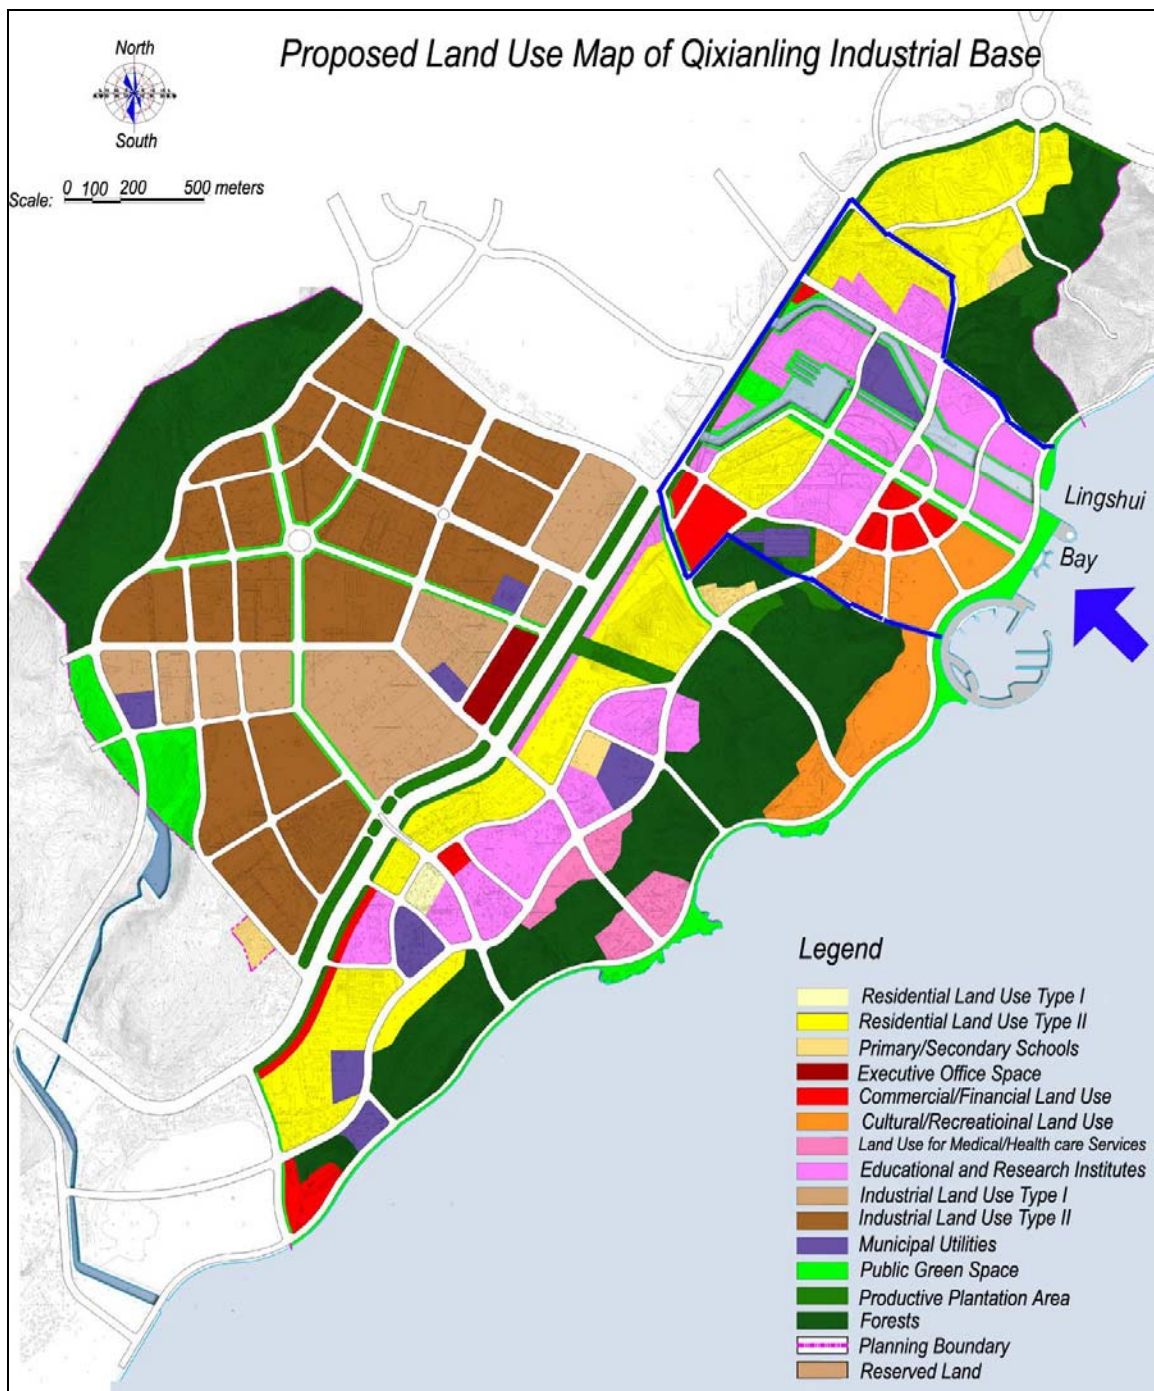 Proposed Land Use Map of Qixianling Industrial Base
North
South
Scale: 0 100 200 500 meters
Lingshui
Bay
Legend
Residential Land Use Type I
Residential Land Use Type II
Primary/Secondary Schools
Executive Office Space
Commercial/Financial Land Use
Cultural/Recreatioinal Land Use
Land Use for Medical/Health care Services
Educational and Research Institutes
Industrial Land Use Type I
Industrial Land Use Type II
Municipal Utilities
Public Green Space
Productive Plantation Area
Forests
Planning Boundary
Reserved Land